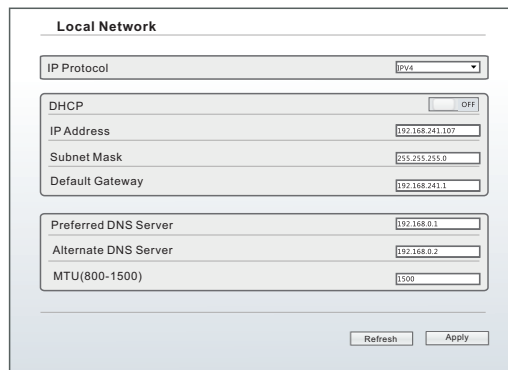 Local Network
IP Protocol IPV4
DHCP OFF
IP Address 192.168.241.107
Subnet Mask 255.255.255.0
Default Gateway 192.168.241.1
Preferred DNS Server 192.168.0.1
Alternate DNS Server 192.168.0.2
MTU(800-1500) 1500
Refresh Apply